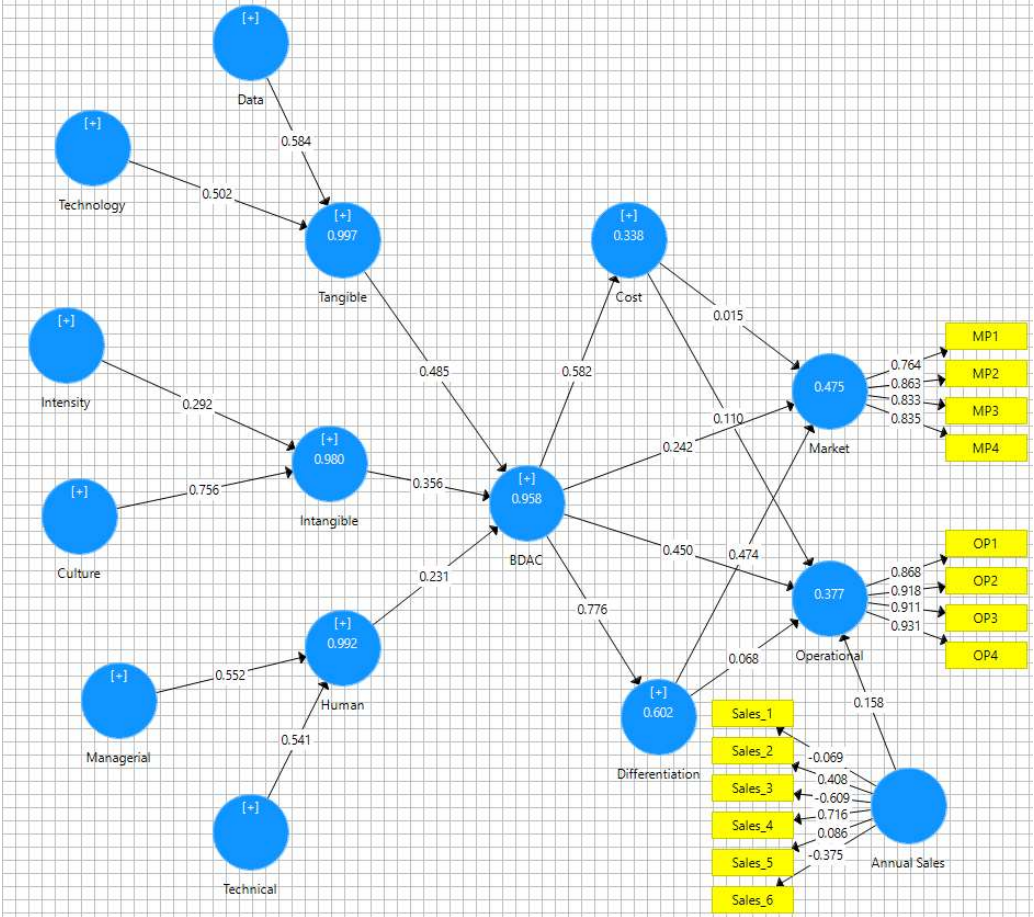 [+]
Data
0.584
[+]
Technology
0.502
[+]
0.997
Tangible
[+]
0.338
Cost
0.015
[+]
Intensity
0.292
0.485
0.582
0.475
Market
0.764
0.863
0.833
0.835
MP1
MP2
MP3
MP4
0.110
0.242
[+]
Culture
0.756
[+]
0.980
Intangible
0.356
[+]
0.958
BDAC
0.231
0.450
0.474
0.776
0.377
Operational
0.868
0.918
0.911
0.931
OP1
OP2
OP3
OP4
[+]
0.992
Human
[+]
Managerial
0.552
0.541
[+]
Technical
0.068
[+]
0.602
Differentiation
0.158
Sales_1
Sales_2
Sales_3
Sales_4
Sales_5
Sales_6
-0.069
0.408
-0.609
0.716
0.086
-0.375
Annual Sales